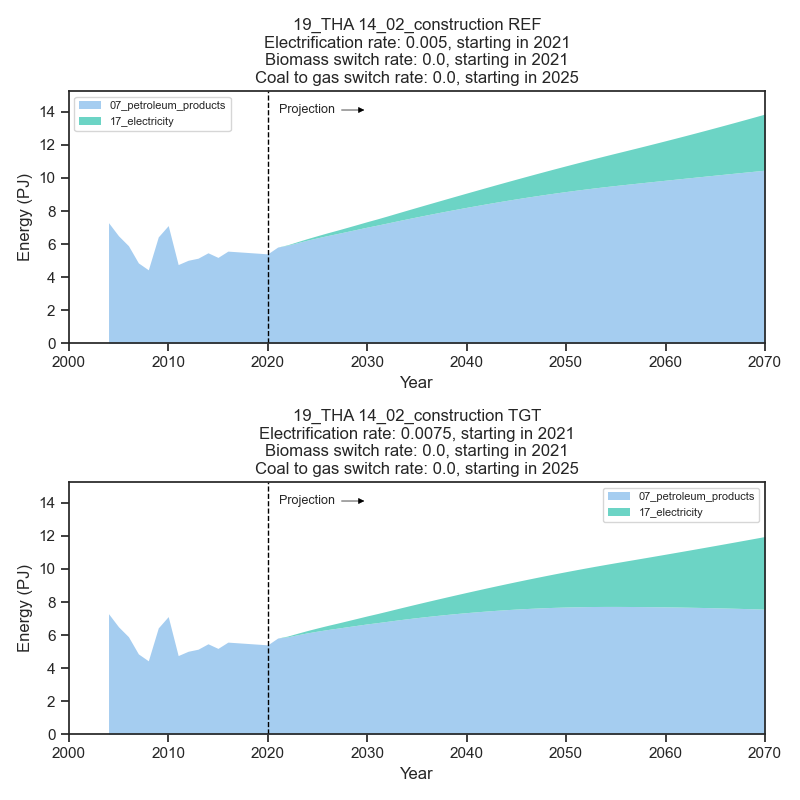 19_THA 14_02_construction REF
Electrification rate: 0.005, starting in 2021
Biomass switch rate: 0.0, starting in 2021
Coal to gas switch rate: 0.0, starting in 2025
07_petroleum_products
17_electricity
Projection
Energy (PJ)
14
12
10
8
6
4
2
0
2000 2010 2020 2030 2040 2050 2060 2070
Year
19_THA 14_02_construction TGT
Electrification rate: 0.0075, starting in 2021
Biomass switch rate: 0.0, starting in 2021
Coal to gas switch rate: 0.0, starting in 2025
Projection
07_petroleum_products
17_electricity
Energy (PJ)
14
12
10
8
6
4
2
0
2000 2010 2020 2030 2040 2050 2060 2070
Year